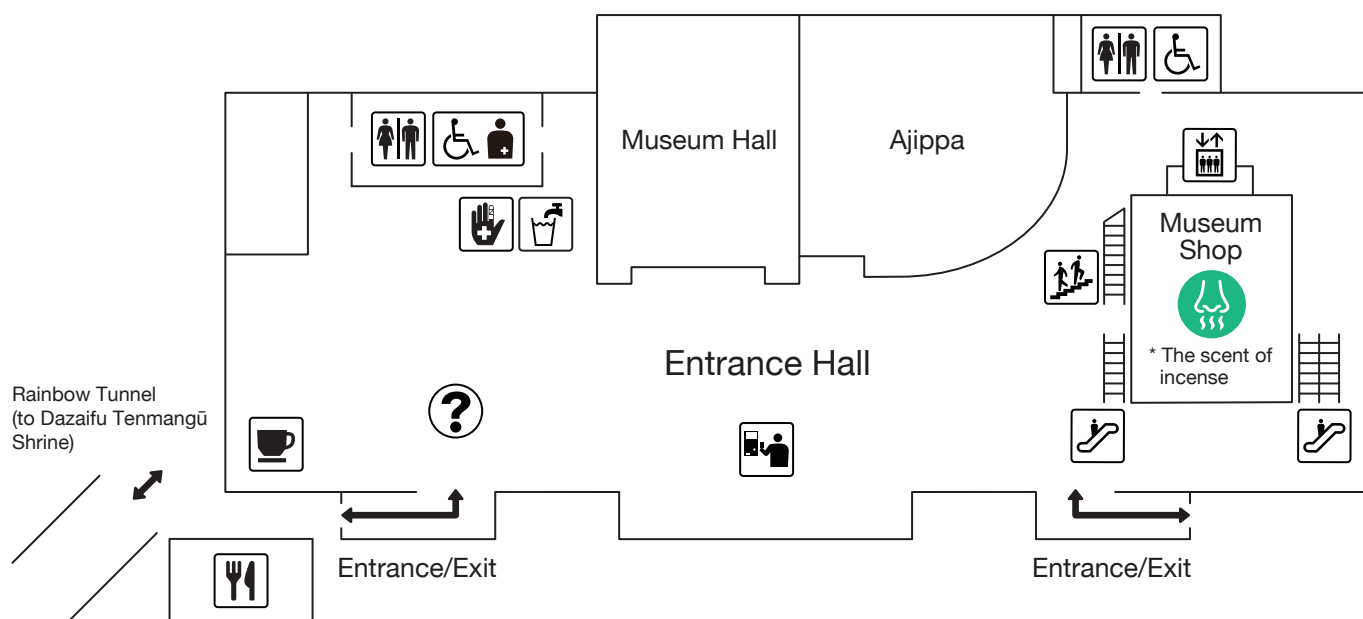 Museum Hall
Ajippa
Museum
Shop
* The scent of
incense
Entrance Hall
?
Rainbow Tunnel
(to Dazaifu Tenmangū
Shrine)
Entrance/Exit
Entrance/Exit